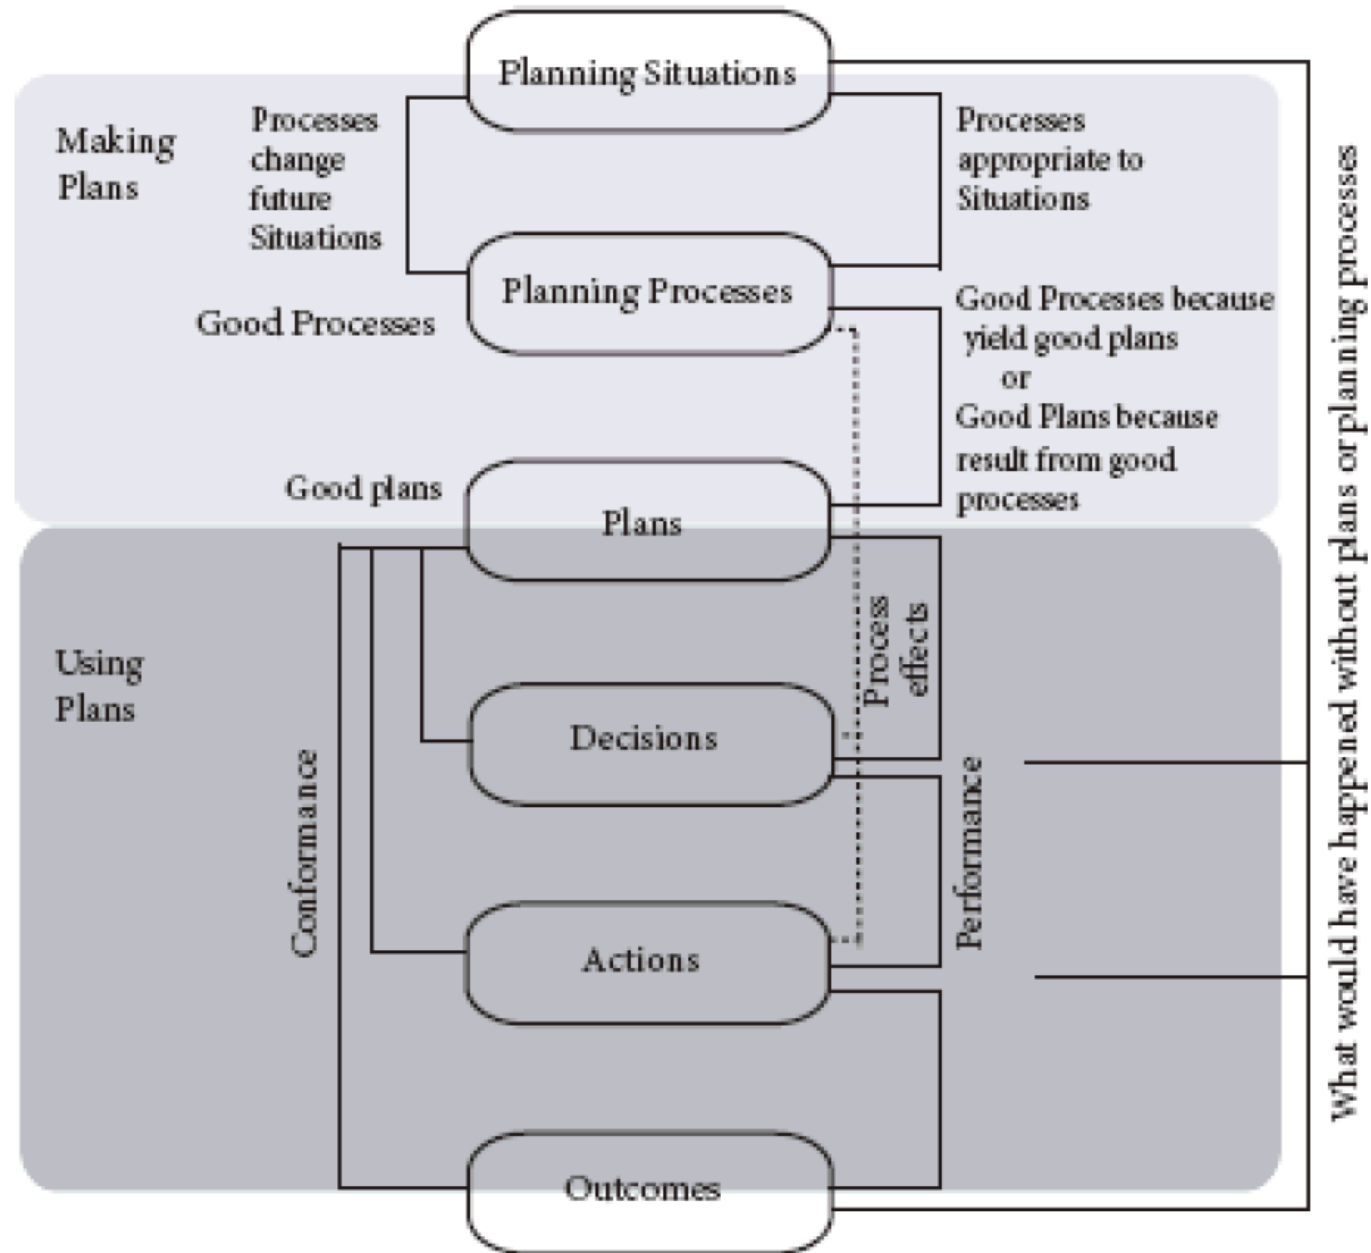 Planning Situations
Making
Plans
Processes
change
future
Situations
Processes
appropriate to
Situations
Planning Processes
Good Processes
Good Processes because
yield good plans
or
Good Plans because
result from good
processes
Good plans
Plans
Using
Plans
Process
effects
Decisions
Conformance
Performance
Actions
Outcomes
What would have happened without plans or planning processes